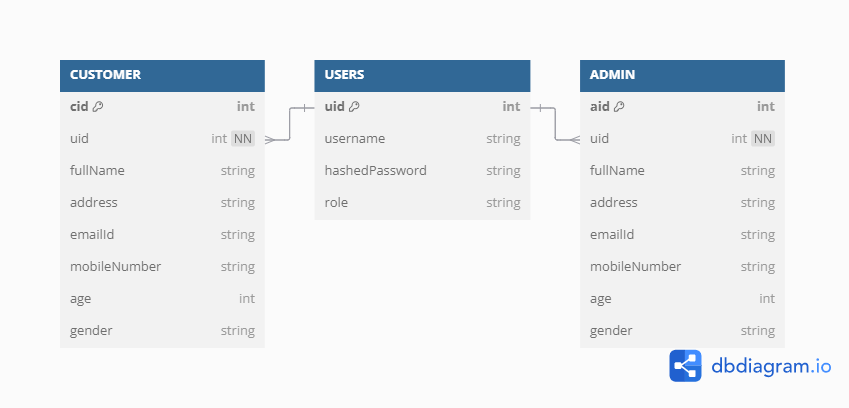 CUSTOMER
cid int
uid int NN
fullName string
address string
emailId string
mobileNumber string
age int
gender string
USERS
uid int
username string
hashedPassword string
role string
ADMIN
aid int
uid int NN
fullName string
address string
emailId string
mobileNumber string
age int
gender string
dbdiagram.io